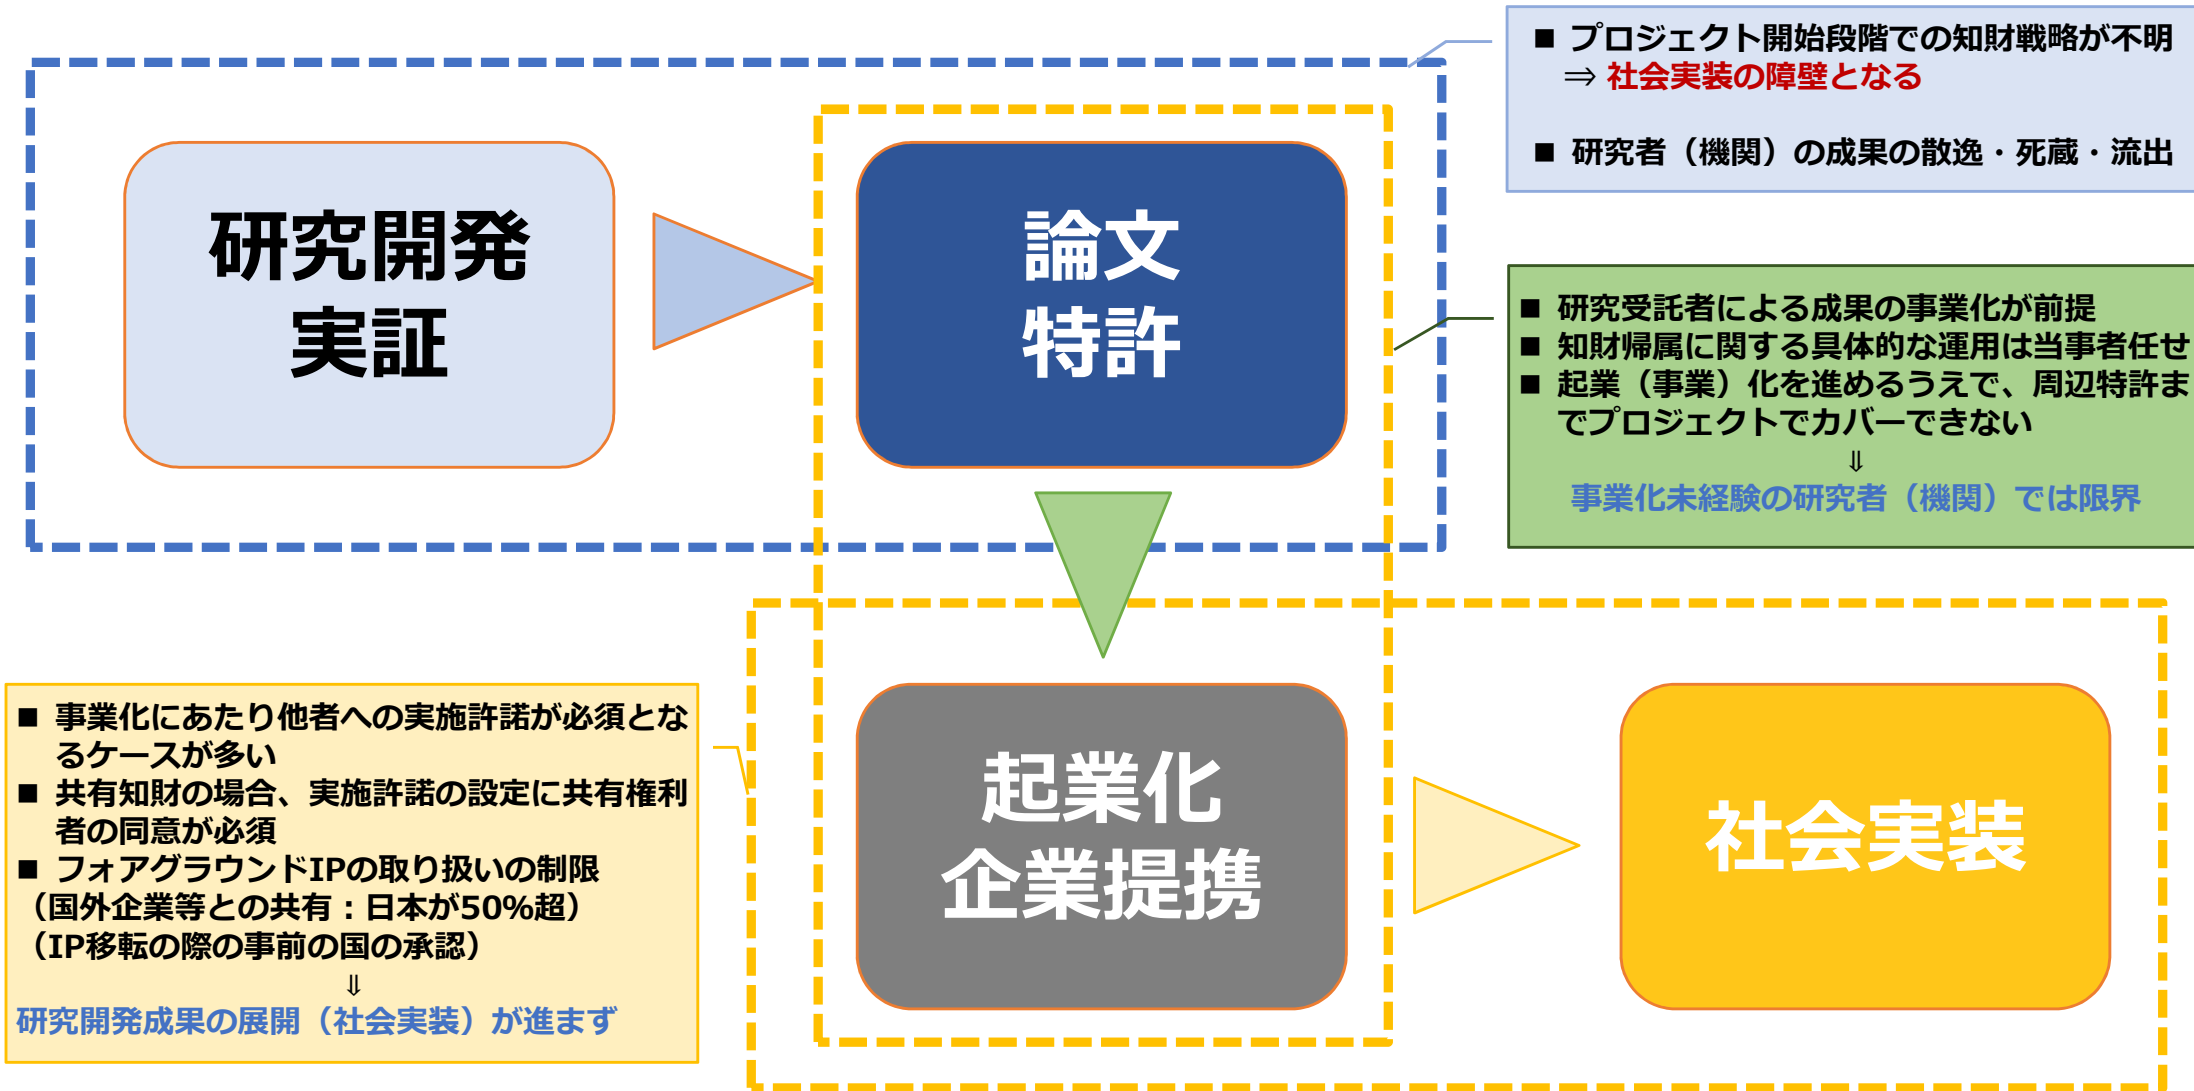 ■ プロジェクト開始段階での知財戦略が不明
⇒ 社会実装の障壁となる
■ 研究者（機関）の成果の散逸・死蔵・流出
研究開発
実証
論文
特許
■ 研究受託者による成果の事業化が前提
■ 知財帰属に関する具体的な運用は当事者任せ
■ 起業（事業）化を進めるうえで、周辺特許ま
でプロジェクトでカバーできない
⇓
事業化未経験の研究者（機関）では限界
■ 事業化にあたり他者への実施許諾が必須とな
るケースが多い
■ 共有知財の場合、実施許諾の設定に共有権利
者の同意が必須
■ フォアグラウンドIPの取り扱いの制限
（国外企業等との共有：日本が50%超）
（IP移転の際の事前の国の承認）
⇓
研究開発成果の展開（社会実装）が進まず
起業化
企業提携
社会実装